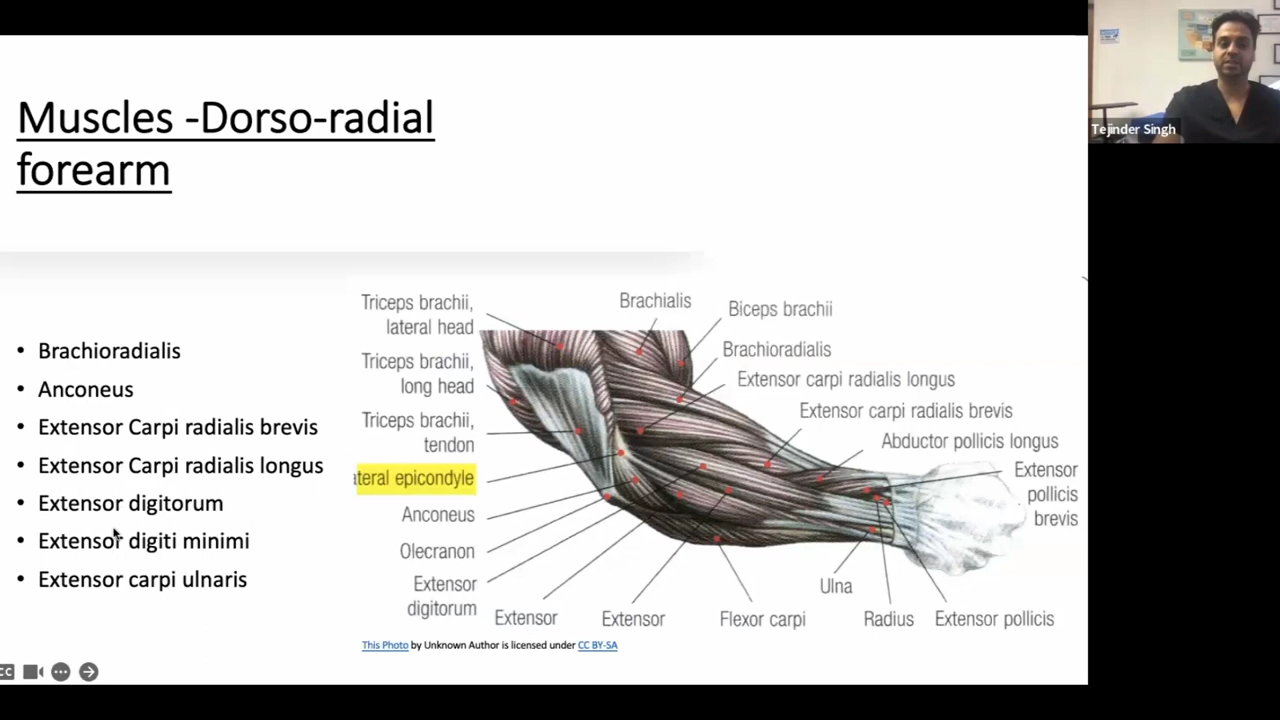 Muscles -Dorso-radial
forearm
Tejinder Singh
• Brachioradialis
• Anconeus
• Extensor Carpi radialis brevis
• Extensor Carpi radialis longus
• Extensor digitorum
• Extensor digiti minimi
• Extensor carpi ulnaris
Triceps brachii,
lateral head
Triceps brachii,
long head
Triceps brachii,
tendon
ateral epicondyle
Anconeus
Olecranon
Extensor
digitorum
Brachialis
Biceps brachii
Brachioradialis
Extensor carpi radialis longus
Extensor carpi radialis brevis
Abductor pollicis longus
Extensor
pollicis
brevis
Ulna
Extensor
Extensor
Flexor carpi
Radius
Extensor pollicis
This Photo by Unknown Author is licensed under CC BY-SA
CC